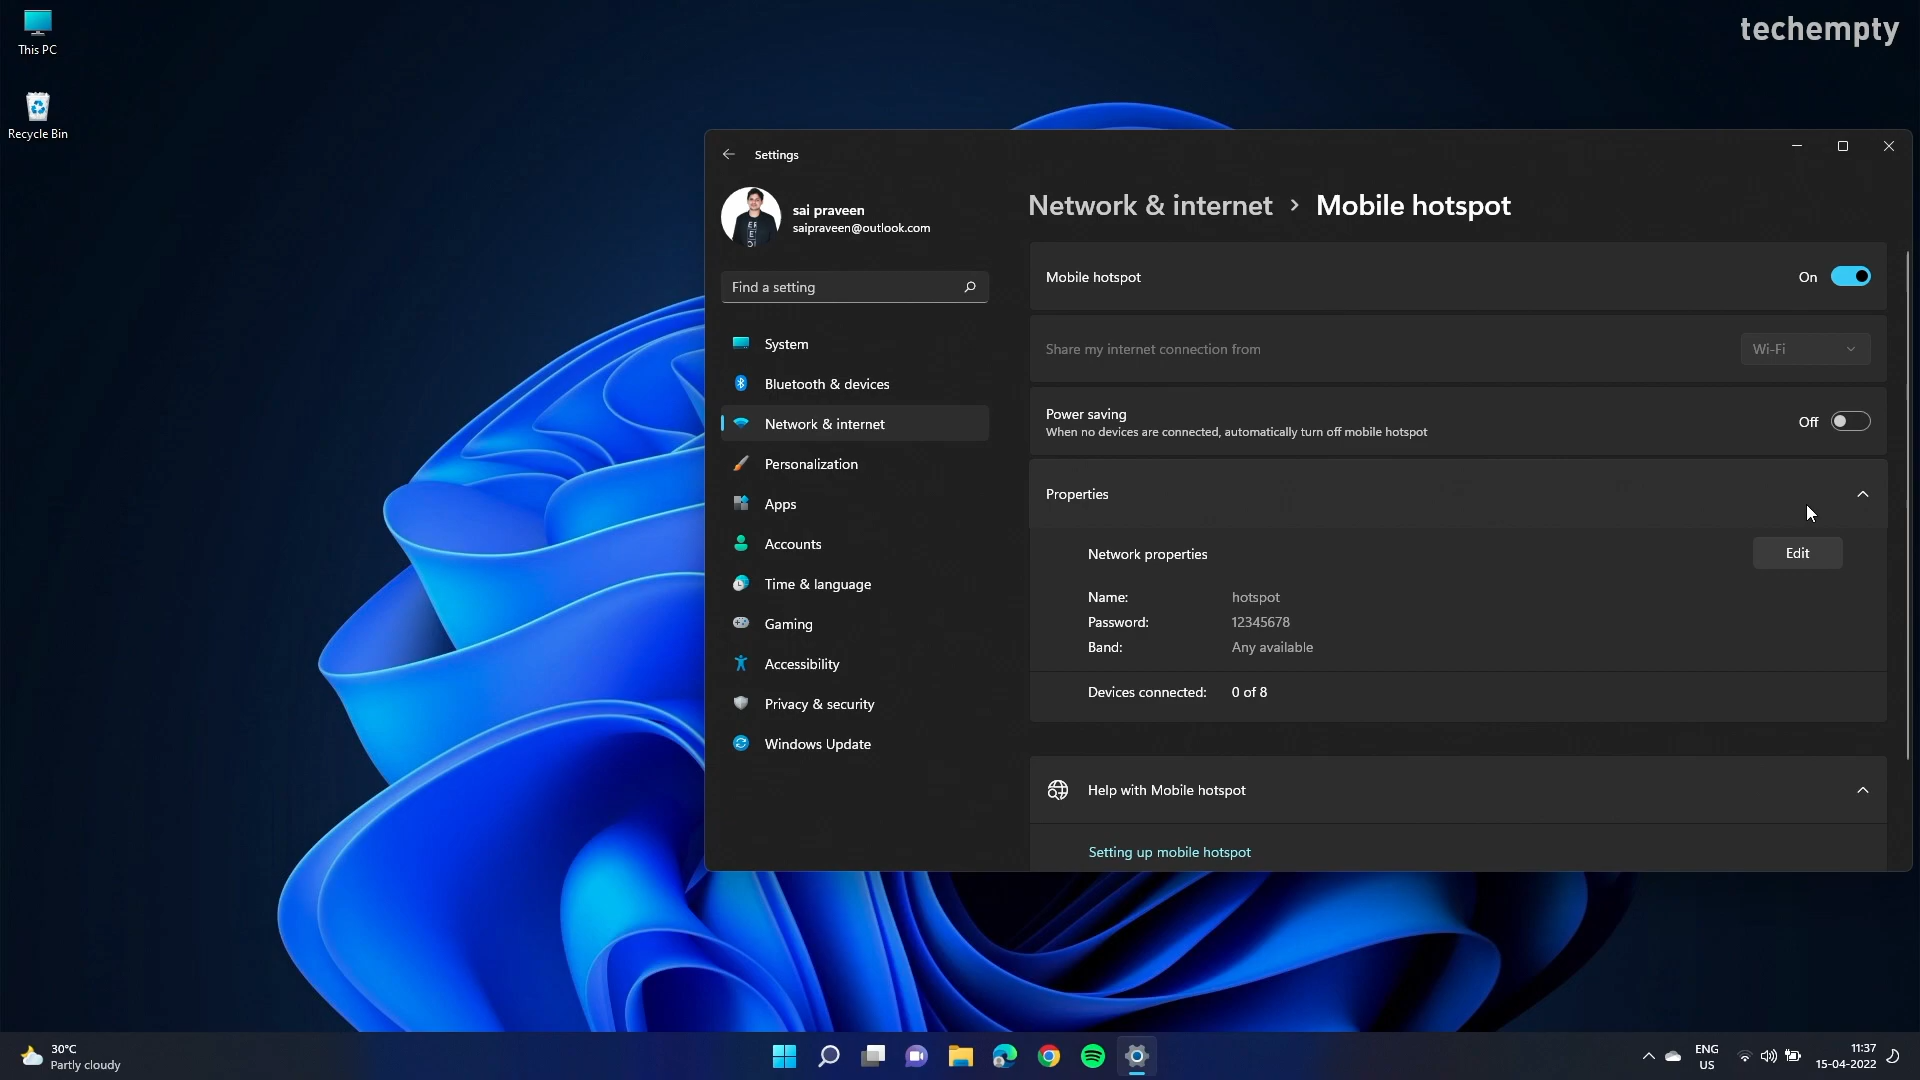 This PC
Recycle Bin
techempty
Settings
sai praveen
saipraveen@outlook.com
Find a setting
System
Bluetooth & devices
Network & internet
Personalization
Apps
Accounts
Time & language
Gaming
Accessibility
Privacy & security
Windows Update
Network & internet › Mobile hotspot
Mobile hotspot On
Share my internet connection from Wi-Fi
Power saving
When no devices are connected, automatically turn off mobile hotspot
Off
Properties
Network properties Edit
Name: hotspot
Password: 12345678
Band: Any available
Devices connected: 0 of 8
Help with Mobile hotspot
Setting up mobile hotspot
30°C
Partly cloudy
ENG
US
11:37
15-04-2022